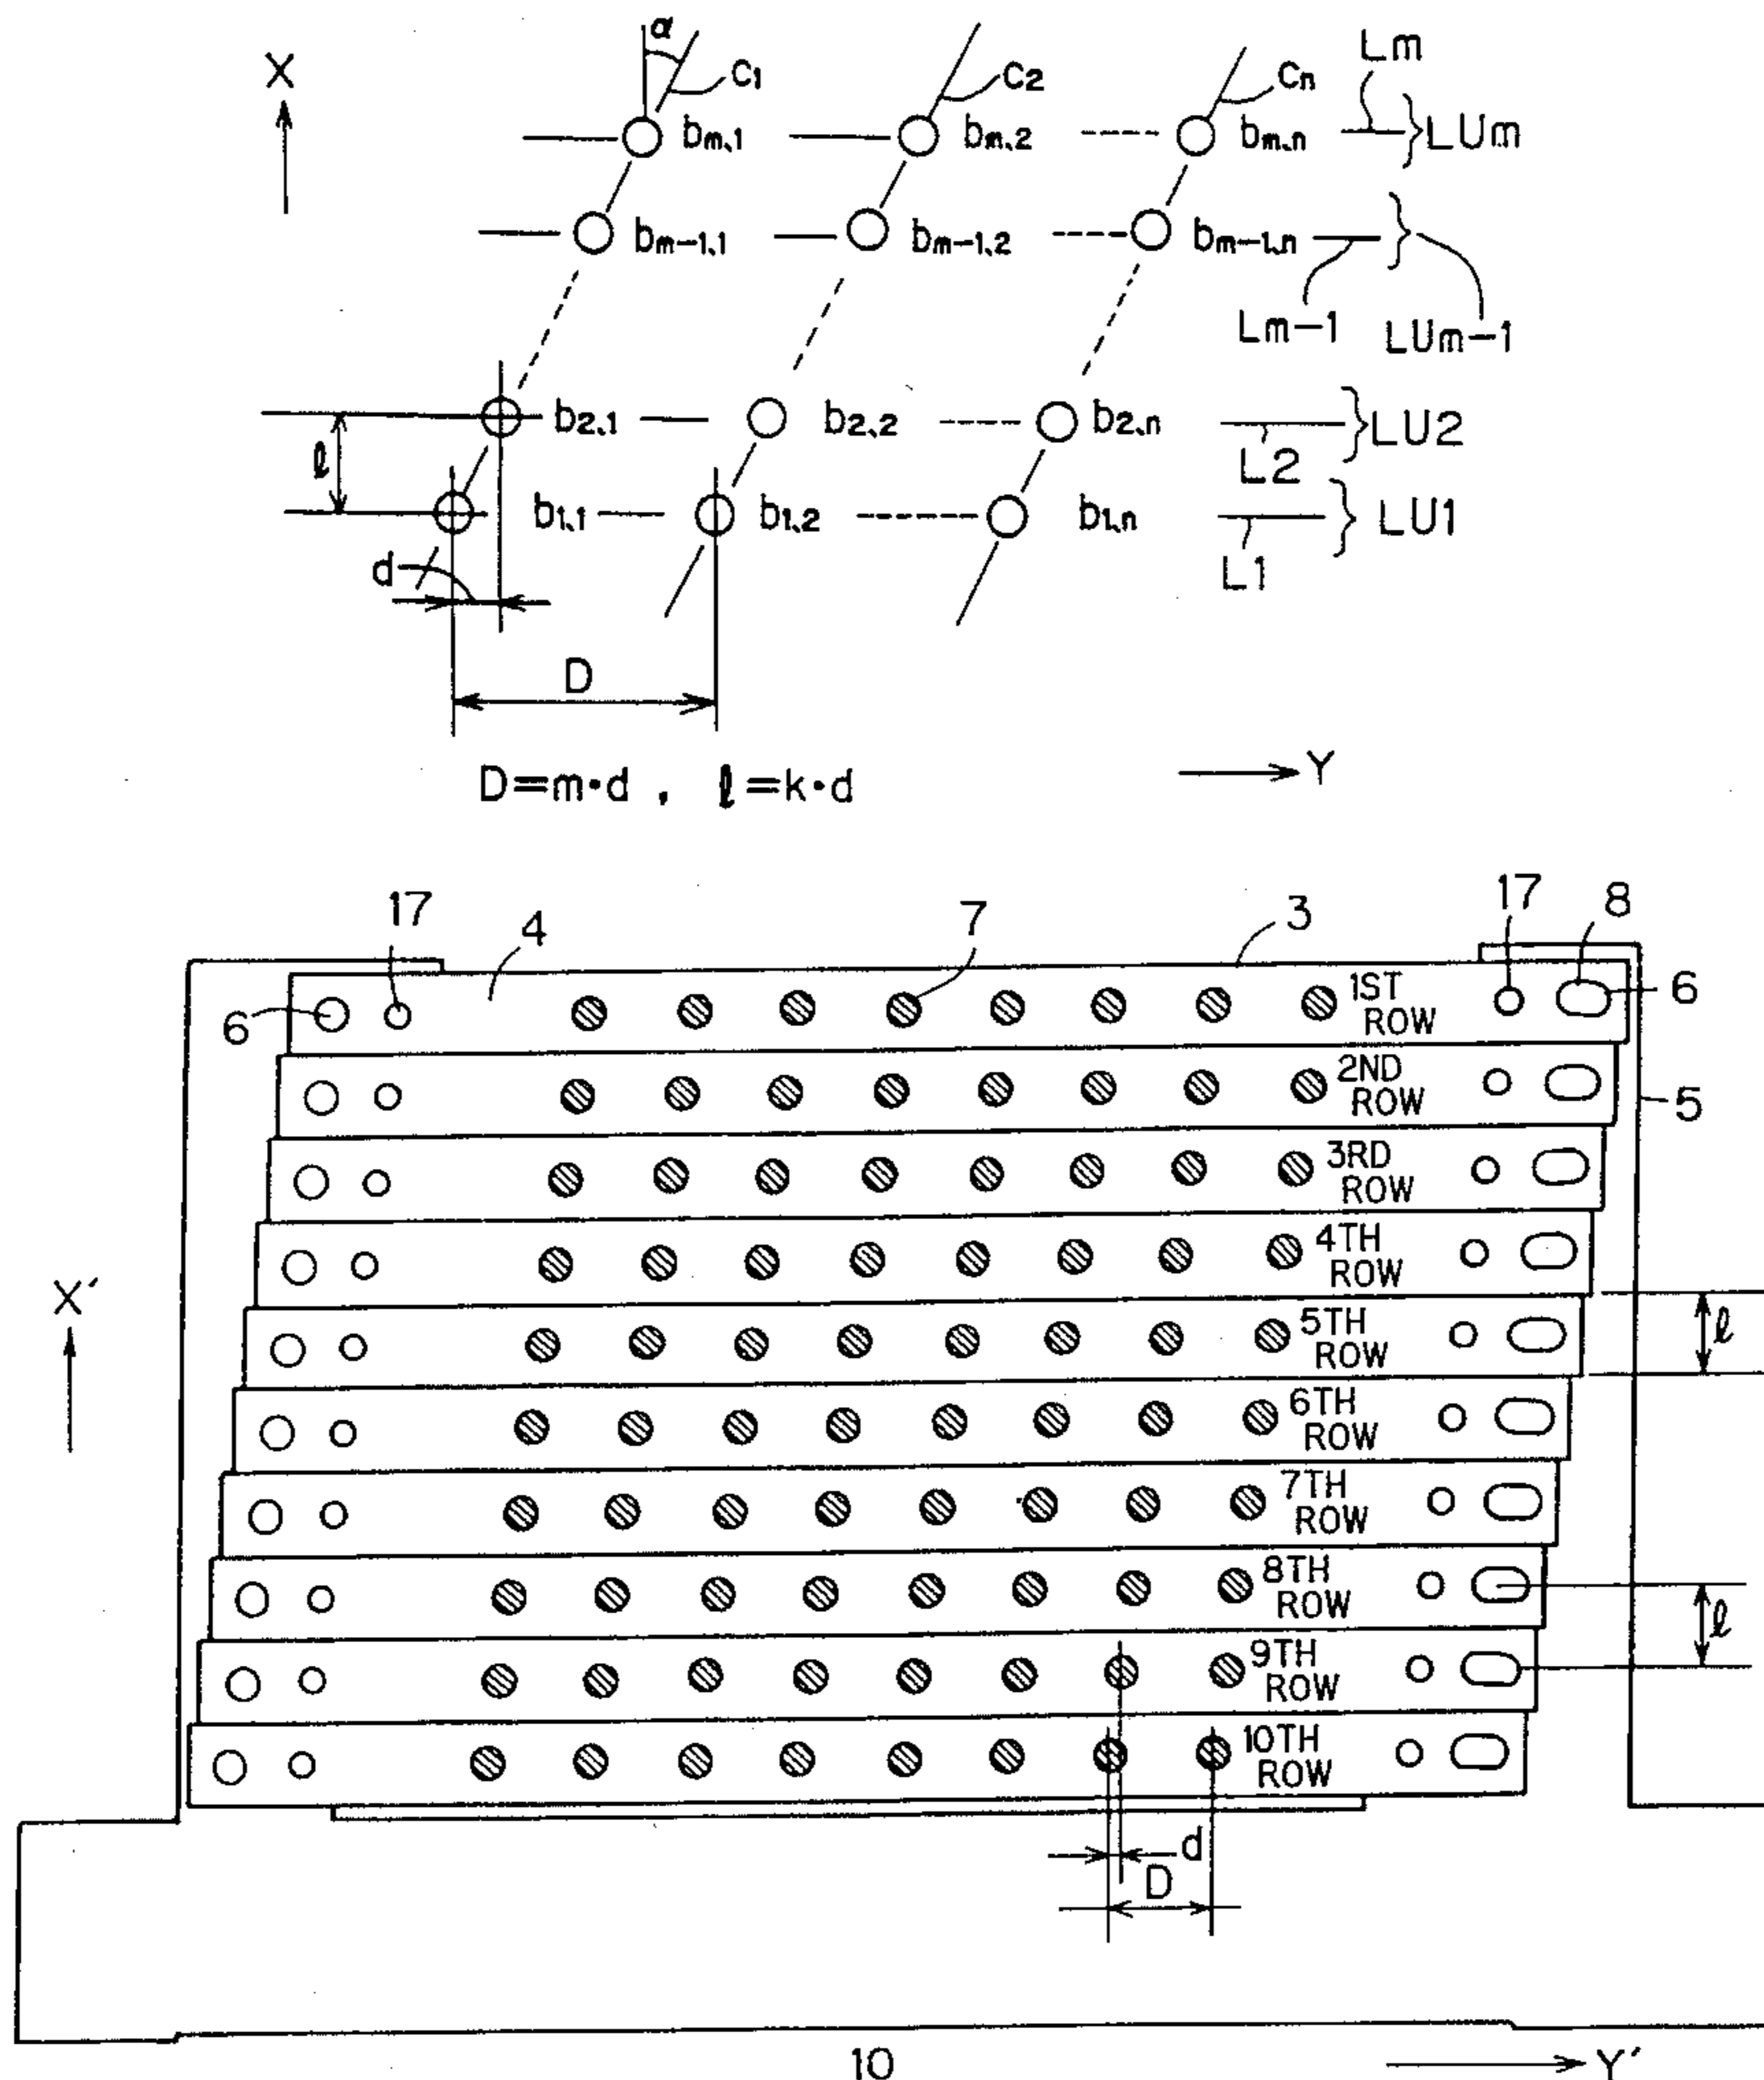 α
X
C1
C2
Cn
Lm
bm,1
bm,2
bm,n
LUm
bm-1,1
bm-1,2
bm-1,n
Lm-1
LUm-1
b2,1
b2,2
b2,n
LU2
L2
ℓ
b1,1
b1,2
b1,n
LU1
L1
d
D
Y
D=m·d , ℓ=k·d
17
4
7
3
17
8
6
6
1ST
ROW
2ND
ROW
5
3RD
ROW
4TH
ROW
X'
5TH
ROW
ℓ
6TH
ROW
7TH
ROW
8TH
ROW
ℓ
9TH
ROW
10TH
ROW
d
D
10
Y'